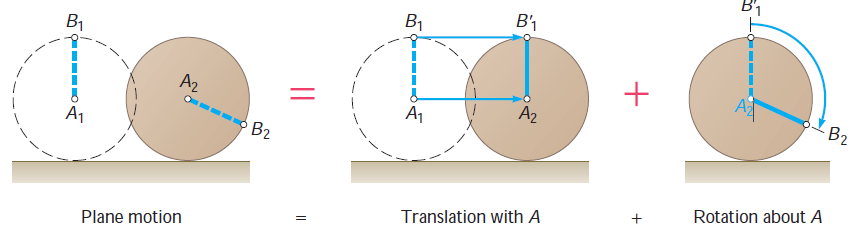 B1
A1
A2
B2
=
B1
B'1
A1
A2
+
B'1
A2
B2
Plane motion = Translation with A + Rotation about A